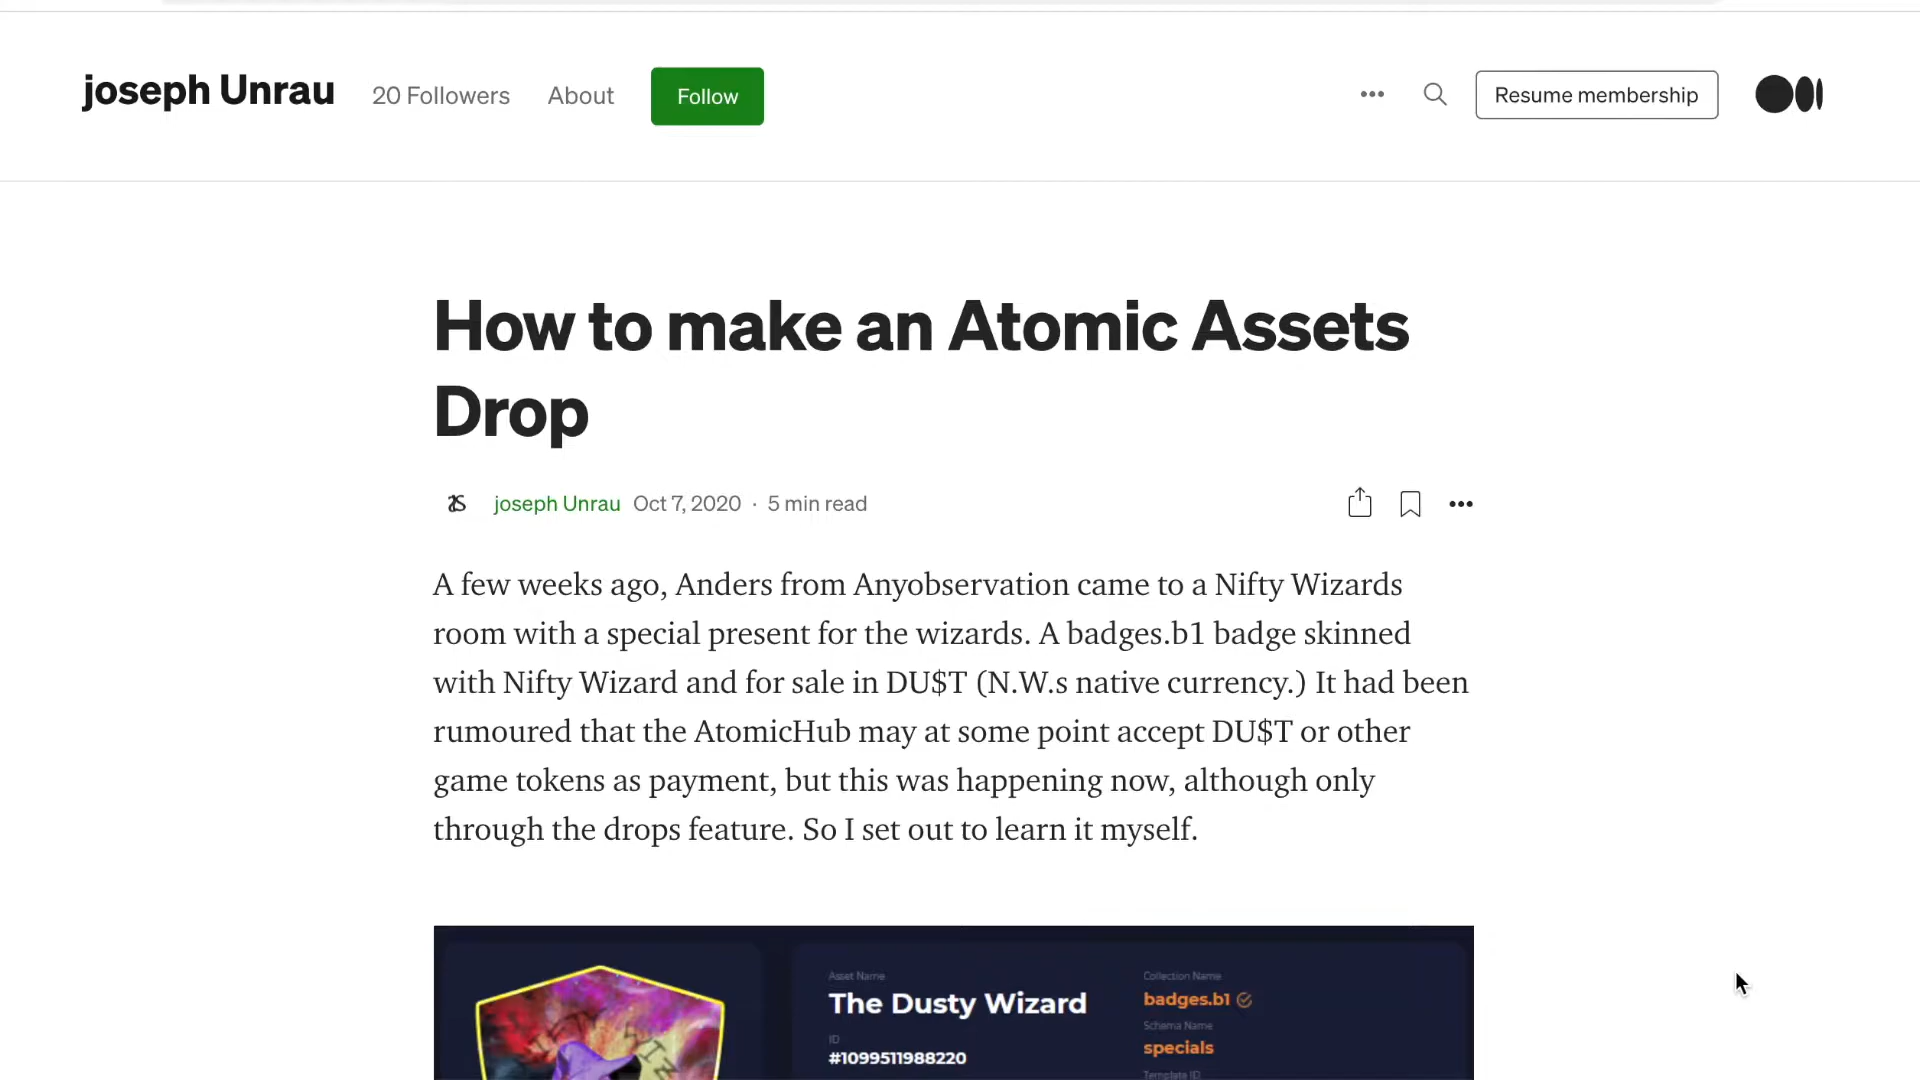 joseph Unrau 20 Followers About Follow Resume membership
How to make an Atomic Assets
Drop
joseph Unrau Oct 7, 2020 · 5 min read
A few weeks ago, Anders from Anyobservation came to a Nifty Wizards
room with a special present for the wizards. A badges.b1 badge skinned
with Nifty Wizard and for sale in DU$T (N.W.s native currency.) It had been
rumoured that the AtomicHub may at some point accept DU$T or other
game tokens as payment, but this was happening now, although only
through the drops feature. So I set out to learn it myself.
Asset Name
The Dusty Wizard
ID
#1099511988220
Collection Name
badges.b1
Schema Name
specials
Template ID